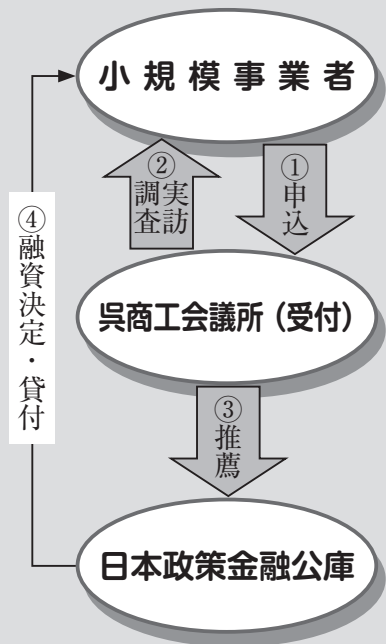 小規模事業者
①申込
②実訪
調査
呉商工会議所（受付）
③推薦
④融資決定・貸付
日本政策金融公庫